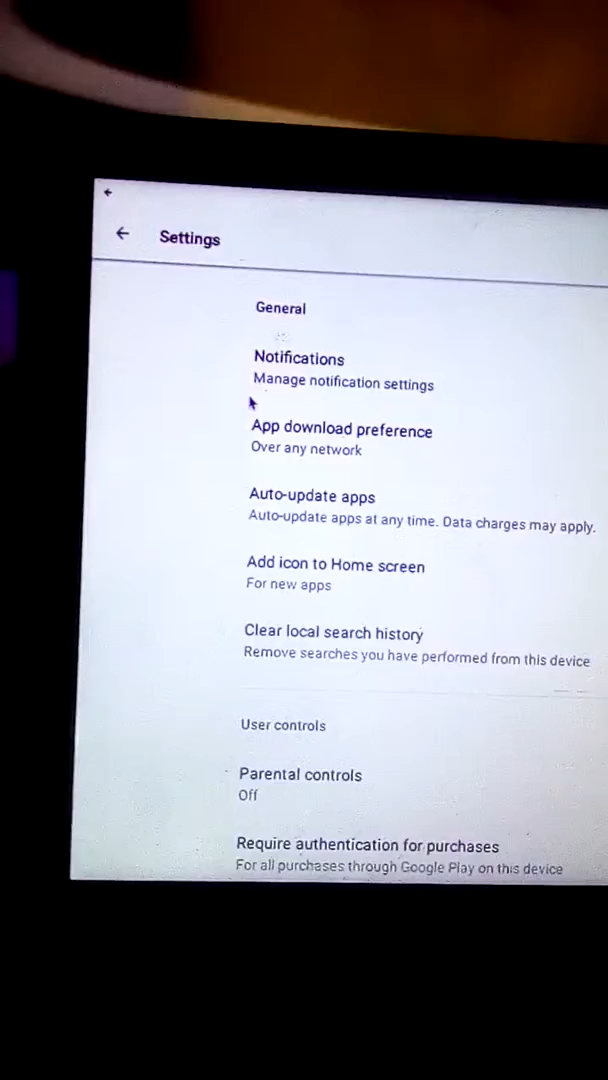 Settings
General
Notifications
Manage notification settings
App download preference
Over any network
Auto-update apps
Auto-update apps at any time. Data charges may apply.
Add icon to Home screen
For new apps
Clear local search history
Remove searches you have performed from this device
User controls
Parental controls
Off
Require authentication for purchases
For all purchases through Google Play on this device